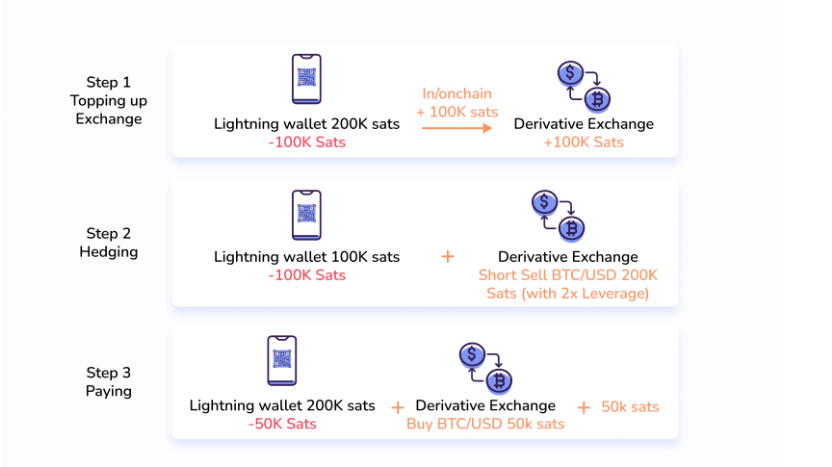 Step 1
Topping up
Exchange
Lightning wallet 200K sats
-100K Sats
In/onchain
+ 100K sats
Derivative Exchange
+100K Sats
Step 2
Hedging
Lightning wallet 100K sats
-100K Sats
+
Derivative Exchange
Short Sell BTC/USD 200K
Sats (with 2x Leverage)
Step 3
Paying
Lightning wallet 200K sats
-50K Sats
+
Derivative Exchange
Buy BTC/USD 50k sats
+ 50k sats